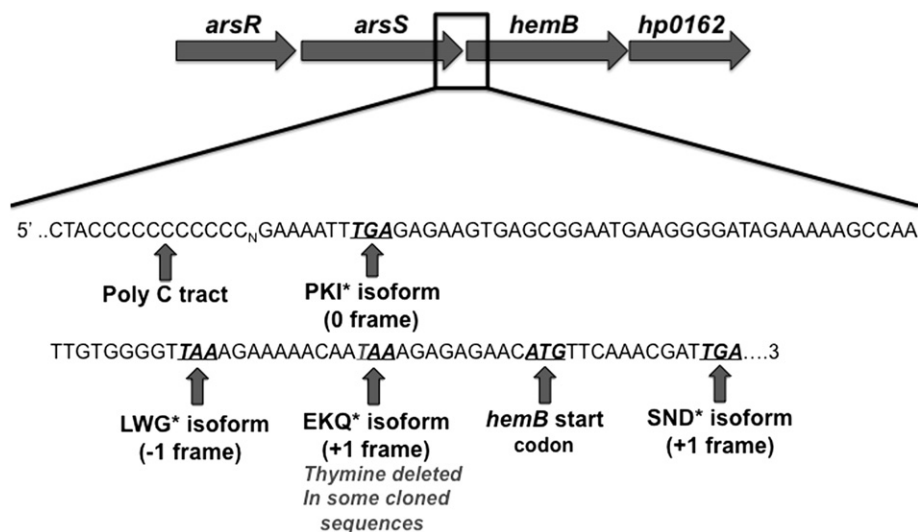 arsR arsS hemB hp0162
5' ..CTACCCCCCCCCCCCCNGAAAATTTGAGAGAAGTGAGCGGAATGAAGGGGATAGAAAAAGCCAA
Poly C tract
PKI* isoform
(0 frame)
TTGTGGGGTTAAAGAAAAACAATAAAGAGAGAACATGTTCAAACGATTGA....3
LWG* isoform
(-1 frame)
EKQ* isoform
(+1 frame)
Thymine deleted
In some cloned
sequences
hemB start
codon
SND* isoform
(+1 frame)